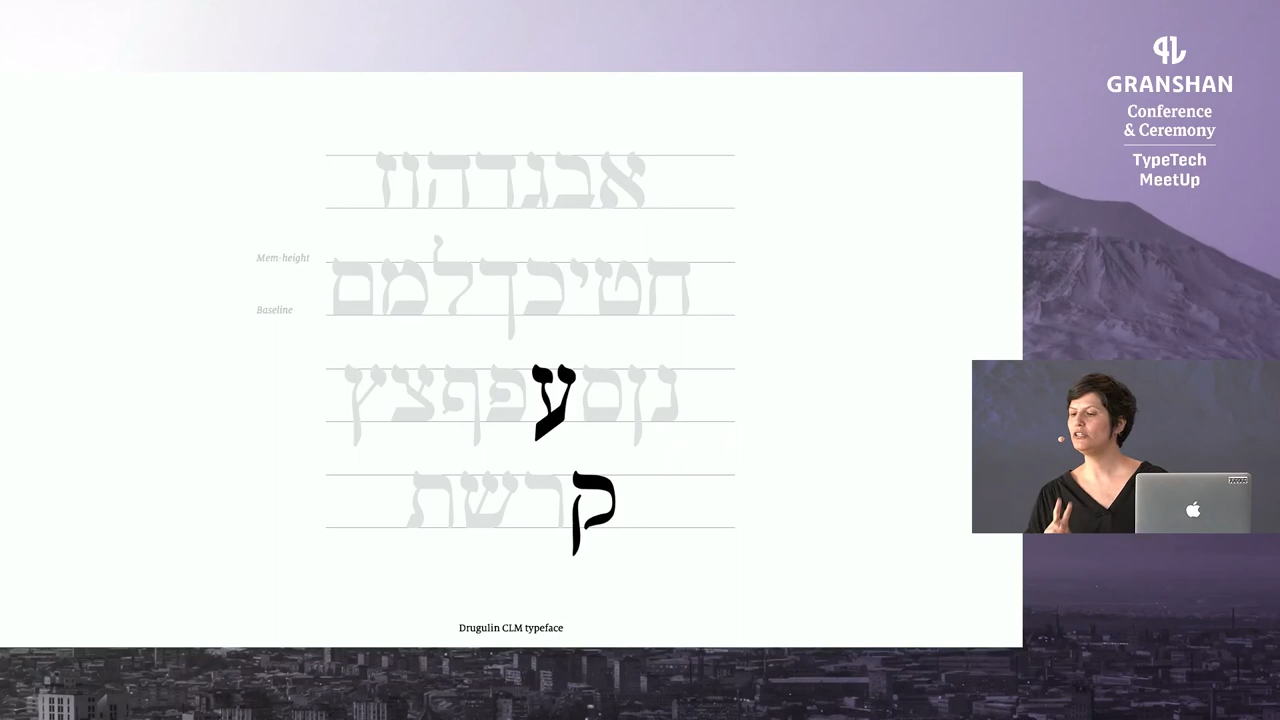 GRANSHAN
Conference
& Ceremony
TypeTech
MeetUp
אבגדהוז
Mem-height
חטיכךלמם
Baseline
נןסעפףצץ
קרשת
Drugulin CLM typeface